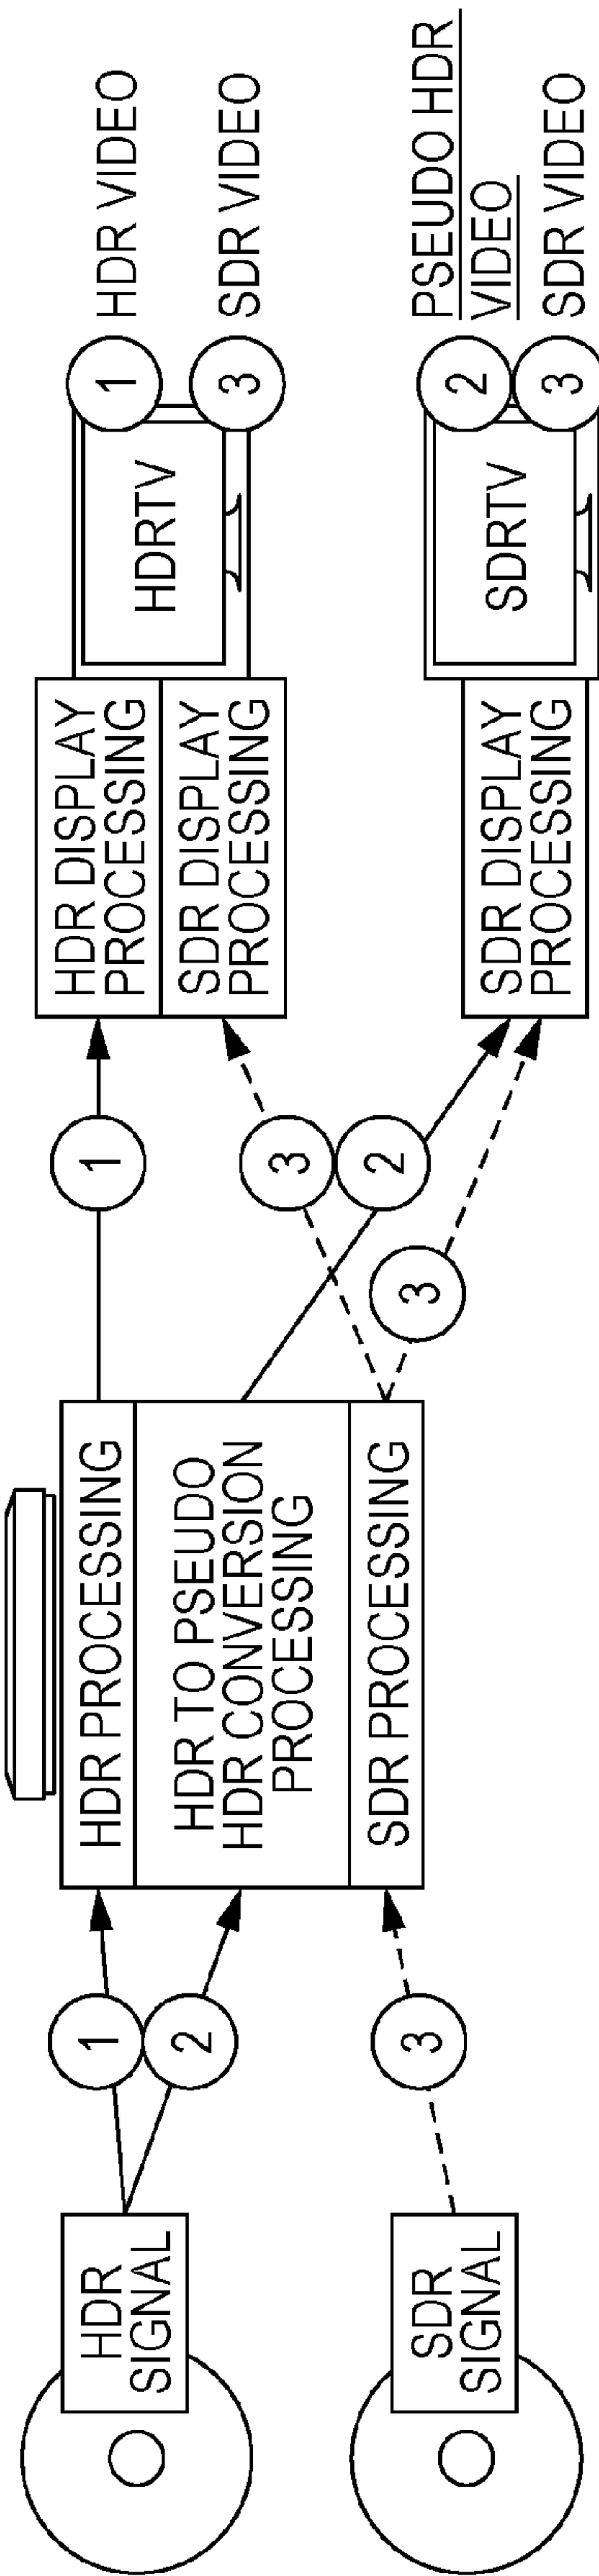 HDR
SIGNAL
SDR
SIGNAL
1
2
3
HDR PROCESSING
HDR TO PSEUDO
HDR CONVERSION
PROCESSING
SDR PROCESSING
1
3
2
3
HDR DISPLAY
PROCESSING
SDR DISPLAY
PROCESSING
SDR DISPLAY
PROCESSING
HDRTV
SDRTV
1
3
2
3
HDR VIDEO
SDR VIDEO
PSEUDO HDR
VIDEO
SDR VIDEO